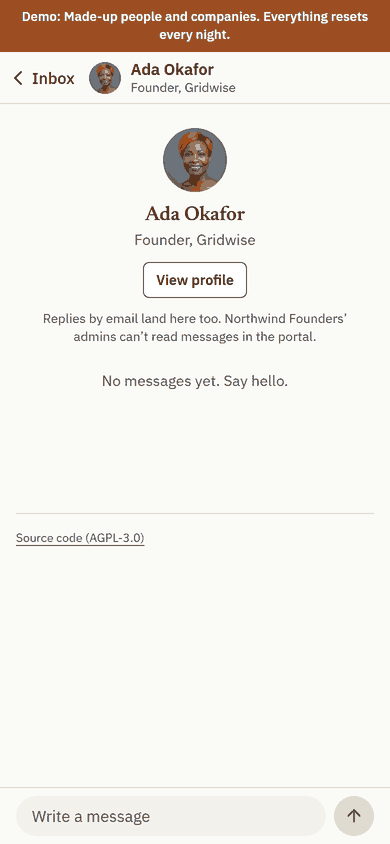 Demo: Made-up people and companies. Everything resets
every night.
Inbox
Ada Okafor
Founder, Gridwise
Ada Okafor
Founder, Gridwise
View profile
Replies by email land here too. Northwind Founders’
admins can’t read messages in the portal.
No messages yet. Say hello.
Source code (AGPL-3.0)
Write a message